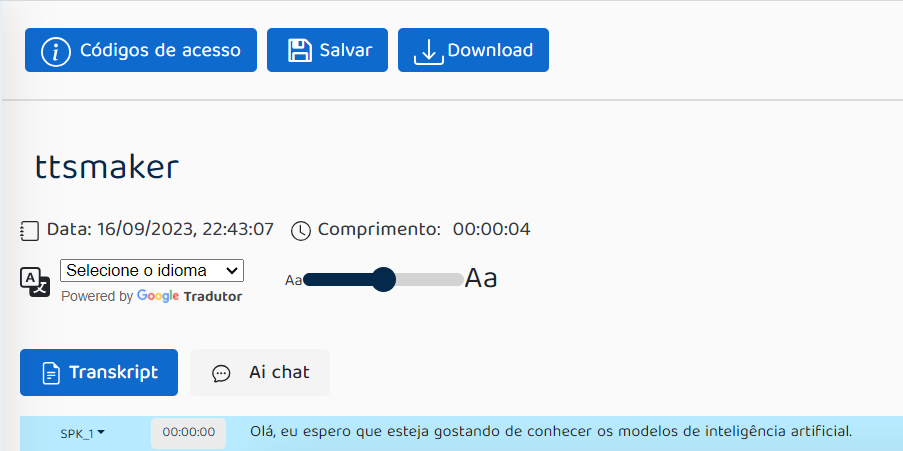 Códigos de acesso Salvar Download
ttsmaker
Data: 16/09/2023, 22:43:07 Comprimento: 00:00:04
Selecione o idioma Aa Aa
Powered by Google Tradutor
Transkript Ai chat
SPK_1 00:00:00 Olá, eu espero que esteja gostando de conhecer os modelos de inteligência artificial.